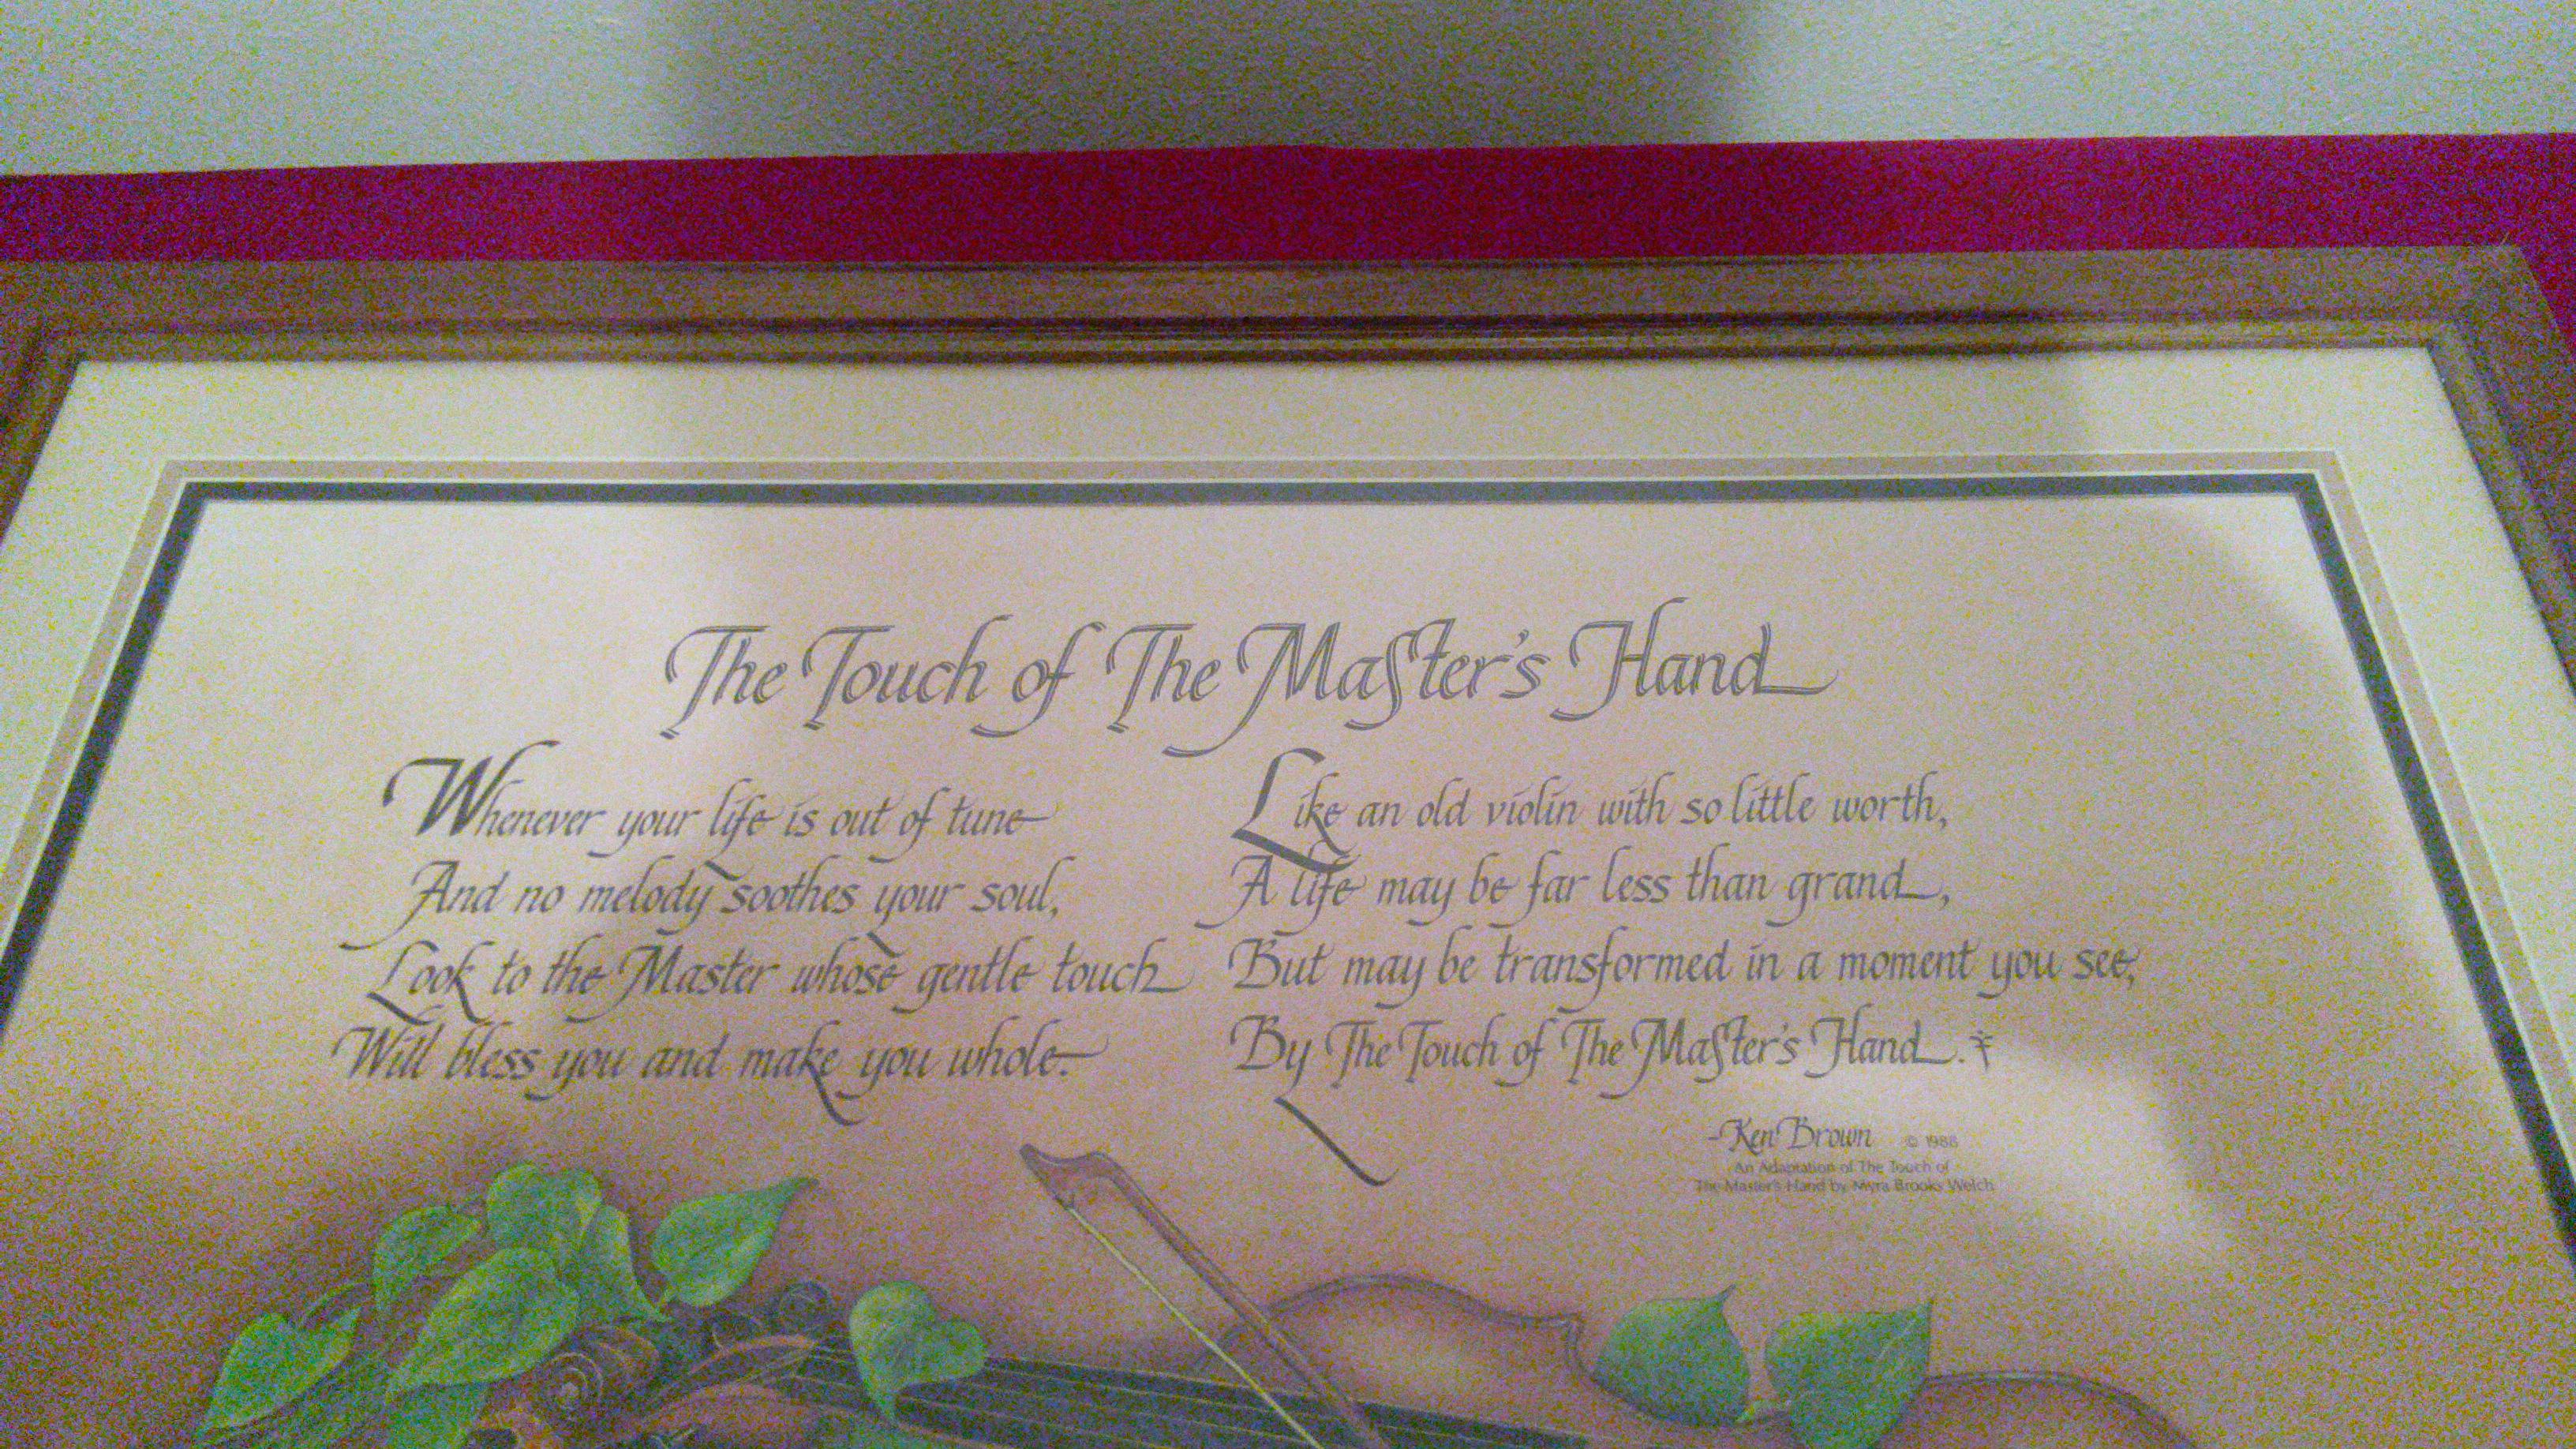 The Touch of The Master's Hand
Whenever your life is out of tune
And no melody soothes your soul,
Look to the Master whose gentle touch
Will bless you and make you whole.
Like an old violin with so little worth,
A life may be far less than grand,
But may be transformed in a moment you see,
By The Touch of The Master's Hand.
-Ken Brown © 1988
An Adaptation of The Touch of
The Master's Hand by Myra Brooks Welch